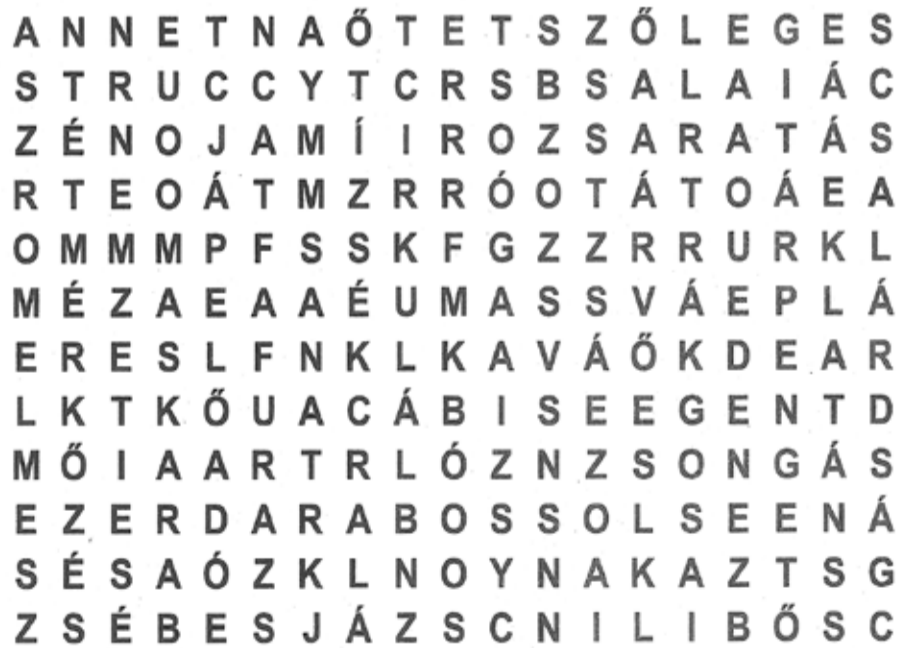 A N N E T N A Ő T E T S Z Ő L E G E S
S T R U C C Y T C R S B S A L A I Á C
Z É N O J A M Í I R O Z S A R A T Á S
R T E O Á T M Z R R Ó O T Á T O Á E A
O M M M P F S S K F G Z Z R R U R K L
M É Z A E A A É U M A S S V Á E P L Á
E R E S L F N K L K A V Á Ő K D E A R
L K T K Ő U A C Á B I S E E G E N T D
M Ő I A A R T R L Ó Z N Z S O N G Á S
E Z E R D A R A B O S S O L S E E N Á
S É S A Ó Z K L N O Y N A K A Z T S G
Z S É B E S J Á Z S C N I L I B Ő S C